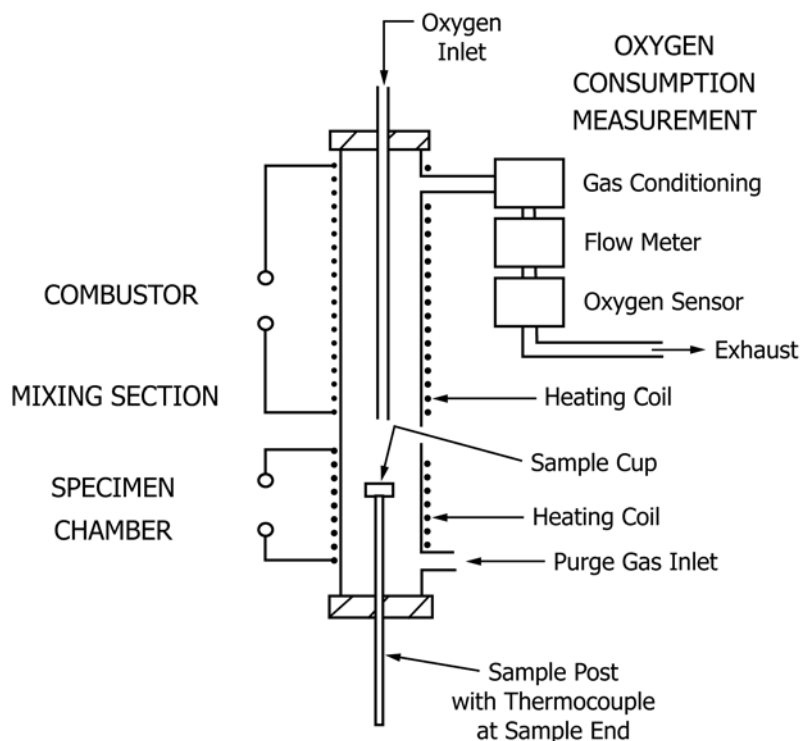 Oxygen
Inlet
OXYGEN
CONSUMPTION
MEASUREMENT
Gas Conditioning
Flow Meter
Oxygen Sensor
Exhaust
COMBUSTOR
MIXING SECTION
Heating Coil
Sample Cup
SPECIMEN
CHAMBER
Heating Coil
Purge Gas Inlet
Sample Post
with Thermocouple
at Sample End